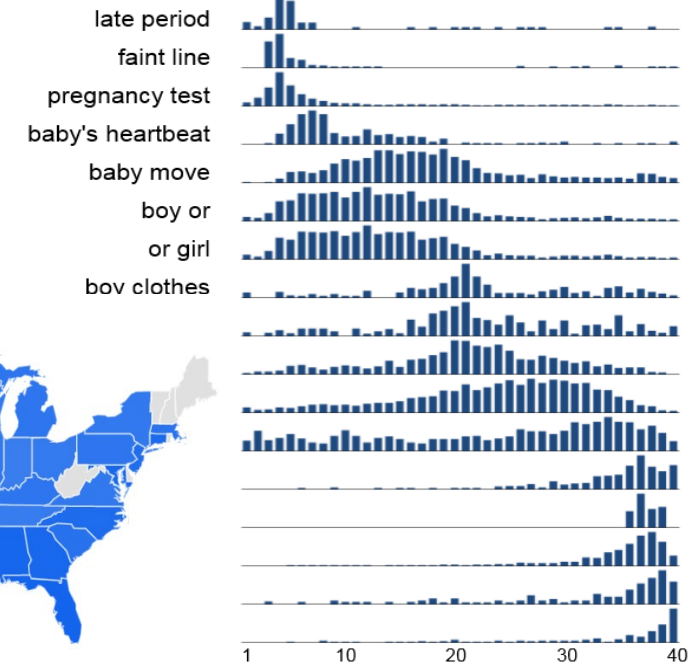 late period
faint line
pregnancy test
baby's heartbeat
baby move
boy or
or girl
boy clothes
1 10 20 30 40